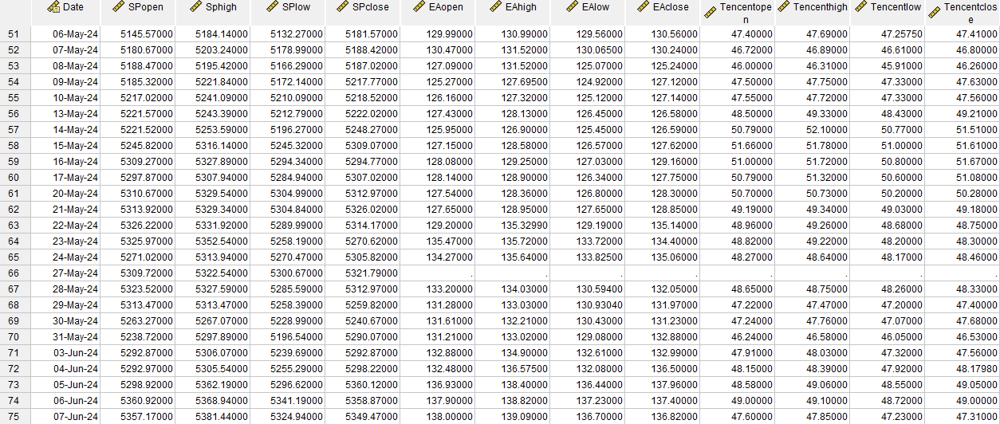 Date SPopen Sphigh SPlow SPclose EAopen EAhigh EAlow EAclose Tencentopen Tencenthigh Tencentlow Tencentclose
51 06-May-24 5145.57000 5184.14000 5132.27000 5181.57000 129.99000 130.99000 129.56000 130.56000 47.40000 47.69000 47.25750 47.41000
52 07-May-24 5180.67000 5203.24000 5178.99000 5188.42000 130.47000 131.52000 130.06500 130.24000 46.72000 46.89000 46.61000 46.80000
53 08-May-24 5188.47000 5195.42000 5166.29000 5187.02000 127.09000 131.52000 125.07000 125.24000 46.00000 46.31000 45.91000 46.26000
54 09-May-24 5185.32000 5221.84000 5172.14000 5217.77000 125.27000 127.69500 124.92000 127.12000 47.50000 47.75000 47.33000 47.63000
55 10-May-24 5217.02000 5241.09000 5210.09000 5218.52000 126.16000 127.32000 125.12000 127.14000 47.55000 47.72000 47.33000 47.56000
56 13-May-24 5221.57000 5243.39000 5212.79000 5222.02000 127.43000 128.13000 126.45000 126.58000 48.50000 49.33000 48.43000 49.21000
57 14-May-24 5221.52000 5253.59000 5196.27000 5248.27000 125.95000 126.90000 125.45000 126.59000 50.79000 52.10000 50.77000 51.51000
58 15-May-24 5245.82000 5316.14000 5245.32000 5309.07000 127.15000 128.58000 126.57000 127.62000 51.66000 51.78000 51.00000 51.61000
59 16-May-24 5309.27000 5327.89000 5294.34000 5294.77000 128.08000 129.25000 127.03000 129.16000 51.00000 51.72000 50.80000 51.67000
60 17-May-24 5297.87000 5307.94000 5284.94000 5307.02000 128.14000 128.90000 126.34000 127.75000 50.79000 51.32000 50.60000 51.08000
61 20-May-24 5310.67000 5329.54000 5304.99000 5312.97000 127.54000 128.36000 126.80000 128.30000 50.70000 50.73000 50.20000 50.28000
62 21-May-24 5313.92000 5329.34000 5304.84000 5326.02000 127.65000 128.95000 127.65000 128.85000 49.19000 49.34000 49.03000 49.18000
63 22-May-24 5326.22000 5331.92000 5289.99000 5314.17000 129.20000 135.32990 129.19000 135.14000 48.96000 49.26000 48.68000 48.75000
64 23-May-24 5325.97000 5352.54000 5258.19000 5270.62000 135.47000 135.72000 133.72000 134.40000 48.82000 49.22000 48.20000 48.30000
65 24-May-24 5271.02000 5313.94000 5270.47000 5305.82000 134.27000 135.64000 133.82500 135.06000 48.27000 48.64000 48.17000 48.46000
66 27-May-24 5309.72000 5322.54000 5300.67000 5321.79000 . . . . . . . .
67 28-May-24 5323.52000 5327.59000 5285.59000 5312.97000 133.20000 134.03000 130.59400 132.05000 48.65000 48.75000 48.26000 48.33000
68 29-May-24 5313.47000 5313.47000 5258.39000 5259.82000 131.28000 133.03000 130.93040 131.97000 47.22000 47.47000 47.20000 47.40000
69 30-May-24 5263.27000 5267.07000 5228.99000 5240.67000 131.61000 132.21000 130.43000 131.23000 47.24000 47.76000 47.07000 47.68000
70 31-May-24 5238.72000 5297.89000 5196.54000 5290.07000 131.21000 133.02000 129.08000 132.88000 46.24000 46.58000 46.05000 46.53000
71 03-Jun-24 5292.87000 5306.07000 5239.69000 5292.87000 132.88000 134.90000 132.61000 132.99000 47.91000 48.03000 47.32000 47.56000
72 04-Jun-24 5292.97000 5305.54000 5255.29000 5298.22000 132.48000 136.57500 132.08000 136.50000 48.15000 48.39000 47.92000 48.17980
73 05-Jun-24 5298.92000 5362.19000 5296.62000 5360.12000 136.93000 138.40000 136.44000 137.96000 48.58000 49.06000 48.55000 49.05000
74 06-Jun-24 5360.92000 5368.94000 5341.19000 5358.87000 137.90000 138.82000 137.23000 137.40000 49.00000 49.10000 48.72000 49.00000
75 07-Jun-24 5357.17000 5381.44000 5324.94000 5349.47000 138.00000 139.09000 136.70000 136.82000 47.60000 47.85000 47.23000 47.31000